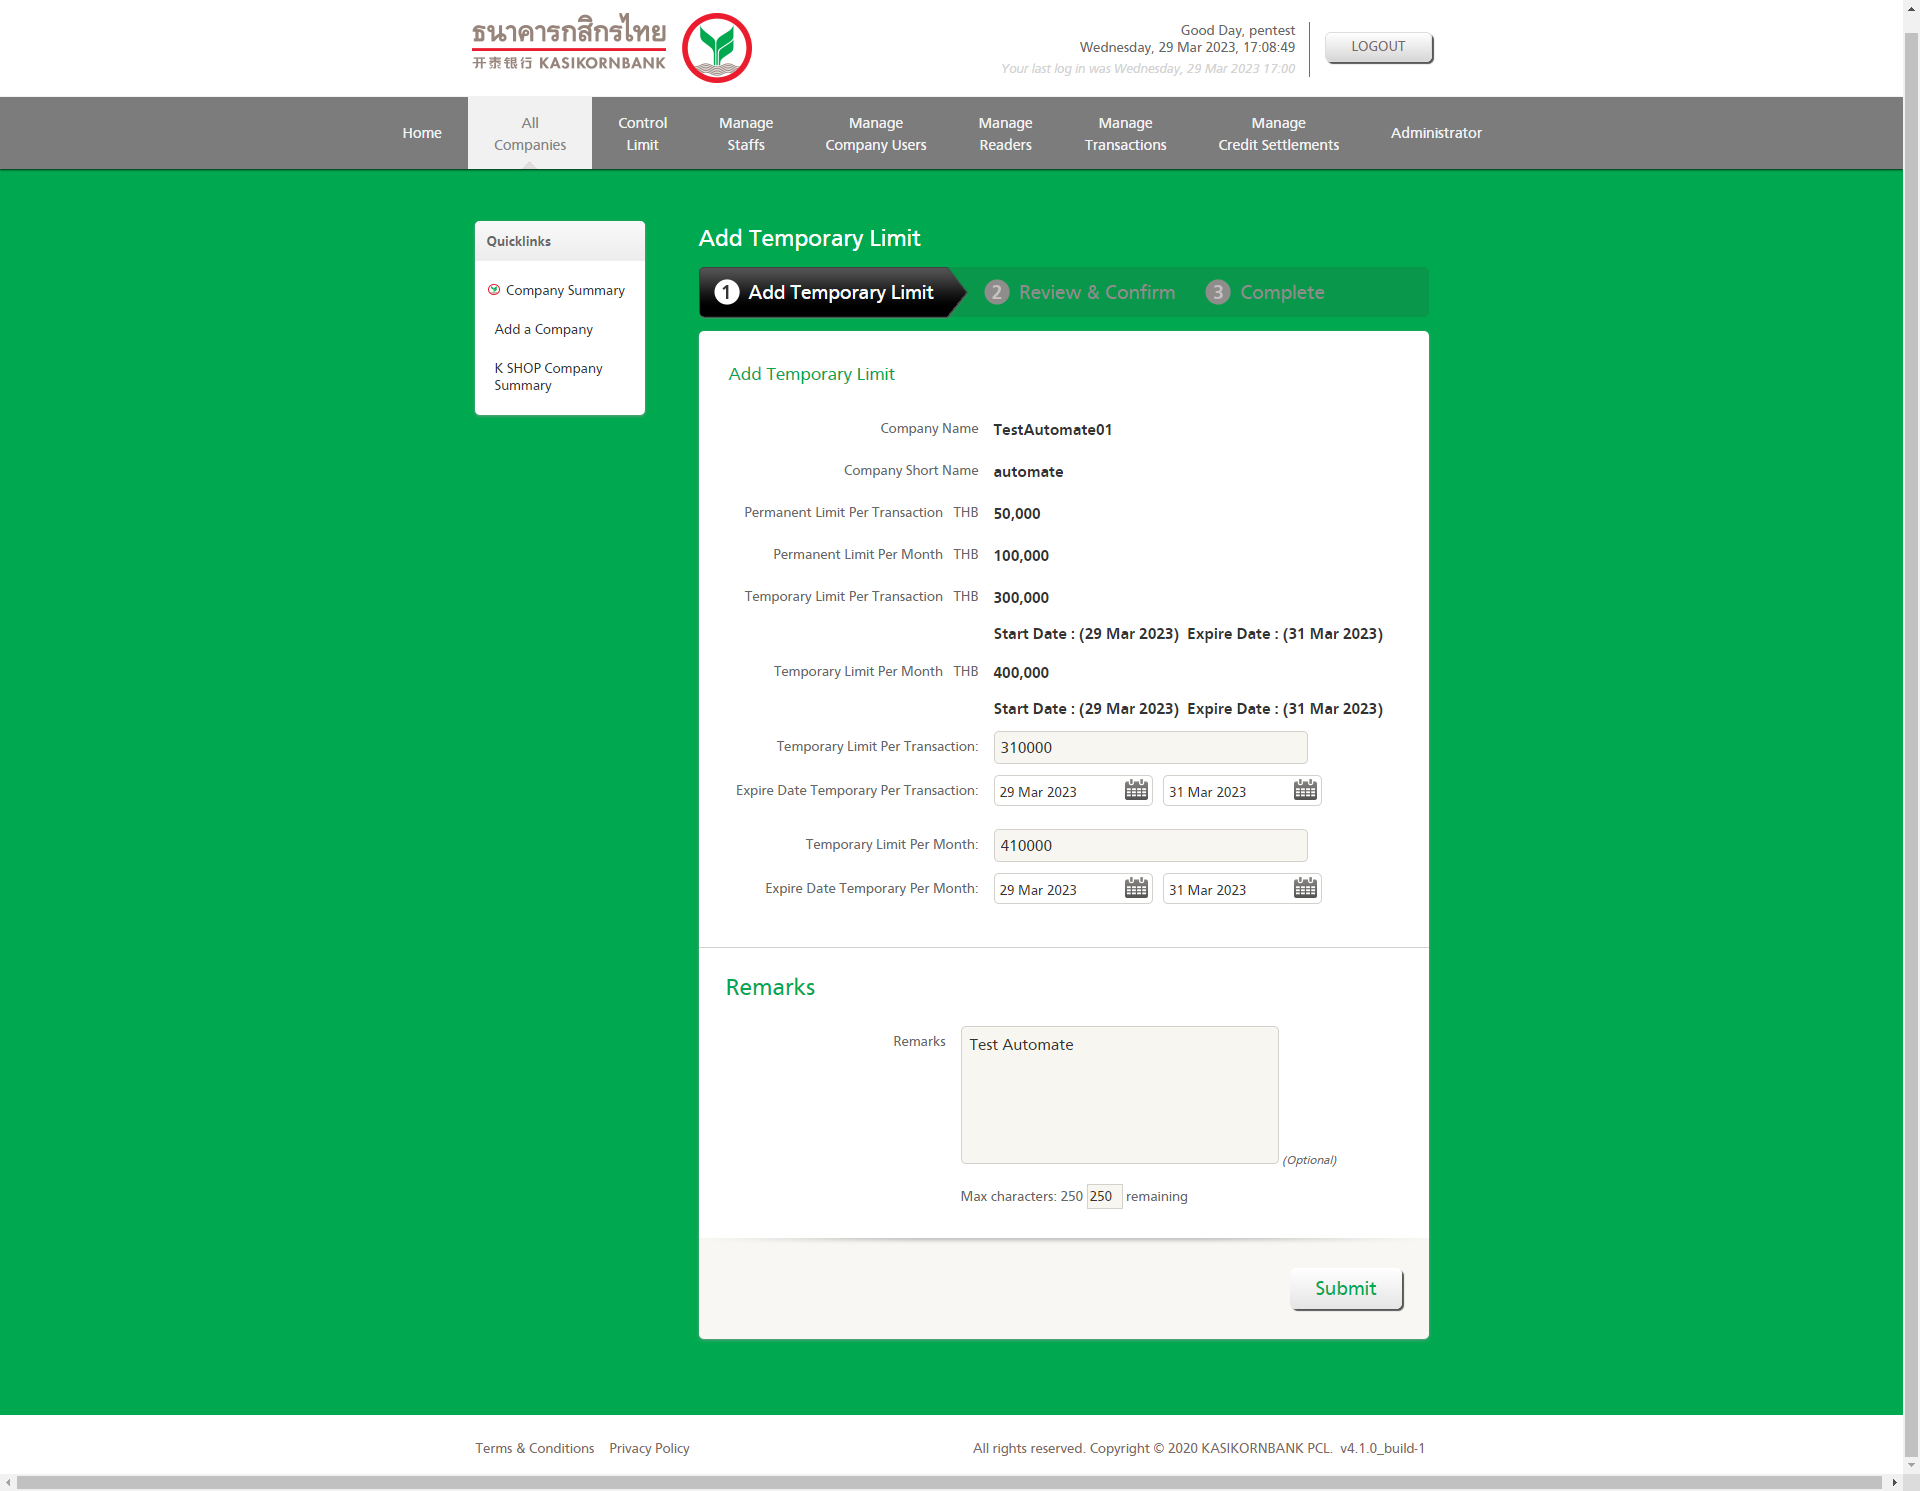 ธนาคารกสิกรไทย
开泰银行 KASIKORNBANK
Good Day, pentest
Wednesday, 29 Mar 2023, 17:08:49
Your last log in was Wednesday, 29 Mar 2023 17:00
LOGOUT
Home
All
Companies
Control
Limit
Manage
Staffs
Manage
Company Users
Manage
Readers
Manage
Transactions
Manage
Credit Settlements
Administrator
Quicklinks
Company Summary
Add a Company
K SHOP Company
Summary
Add Temporary Limit
1 Add Temporary Limit 2 Review & Confirm 3 Complete
Add Temporary Limit
Company Name TestAutomate01
Company Short Name automate
Permanent Limit Per Transaction THB 50,000
Permanent Limit Per Month THB 100,000
Temporary Limit Per Transaction THB 300,000
Start Date : (29 Mar 2023) Expire Date : (31 Mar 2023)
Temporary Limit Per Month THB 400,000
Start Date : (29 Mar 2023) Expire Date : (31 Mar 2023)
Temporary Limit Per Transaction: 310000
Expire Date Temporary Per Transaction: 29 Mar 2023 31 Mar 2023
Temporary Limit Per Month: 410000
Expire Date Temporary Per Month: 29 Mar 2023 31 Mar 2023
Remarks
Remarks Test Automate
(Optional)
Max characters: 250 250 remaining
Submit
Terms & Conditions Privacy Policy All rights reserved. Copyright © 2020 KASIKORNBANK PCL. v4.1.0_build-1